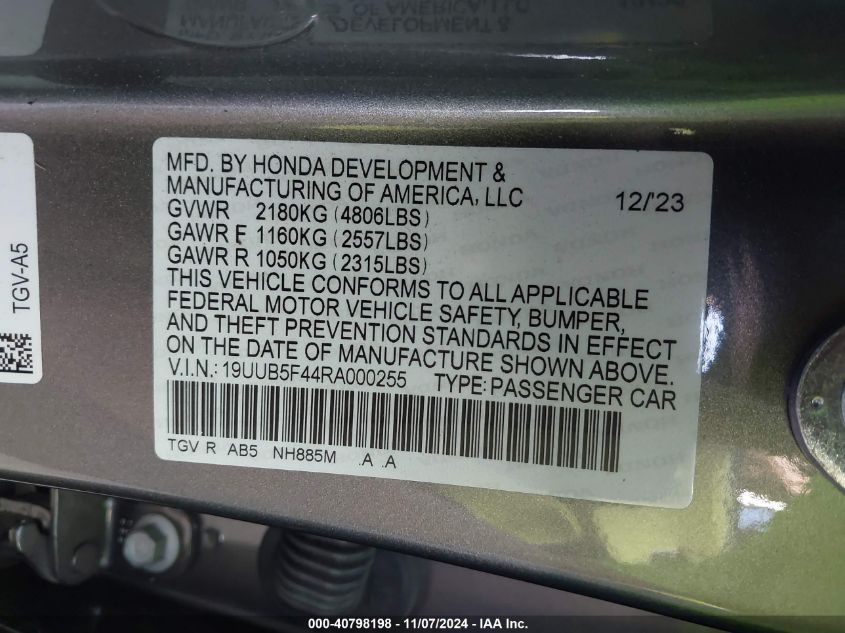 MFD. BY HONDA DEVELOPMENT &
MANUFACTURING OF AMERICA, LLC 12/'23
GVWR 2180KG (4806LBS)
GAWR F 1160KG (2557LBS)
GAWR R 1050KG (2315LBS)
THIS VEHICLE CONFORMS TO ALL APPLICABLE
FEDERAL MOTOR VEHICLE SAFETY, BUMPER,
AND THEFT PREVENTION STANDARDS IN EFFECT
ON THE DATE OF MANUFACTURE SHOWN ABOVE.
V.I.N.: 19UUB5F44RA000255 TYPE: PASSENGER CAR
TGV R AB5 NH885M .A .A
TGV-A5
000-40798198 - 11/07/2024 - IAA Inc.